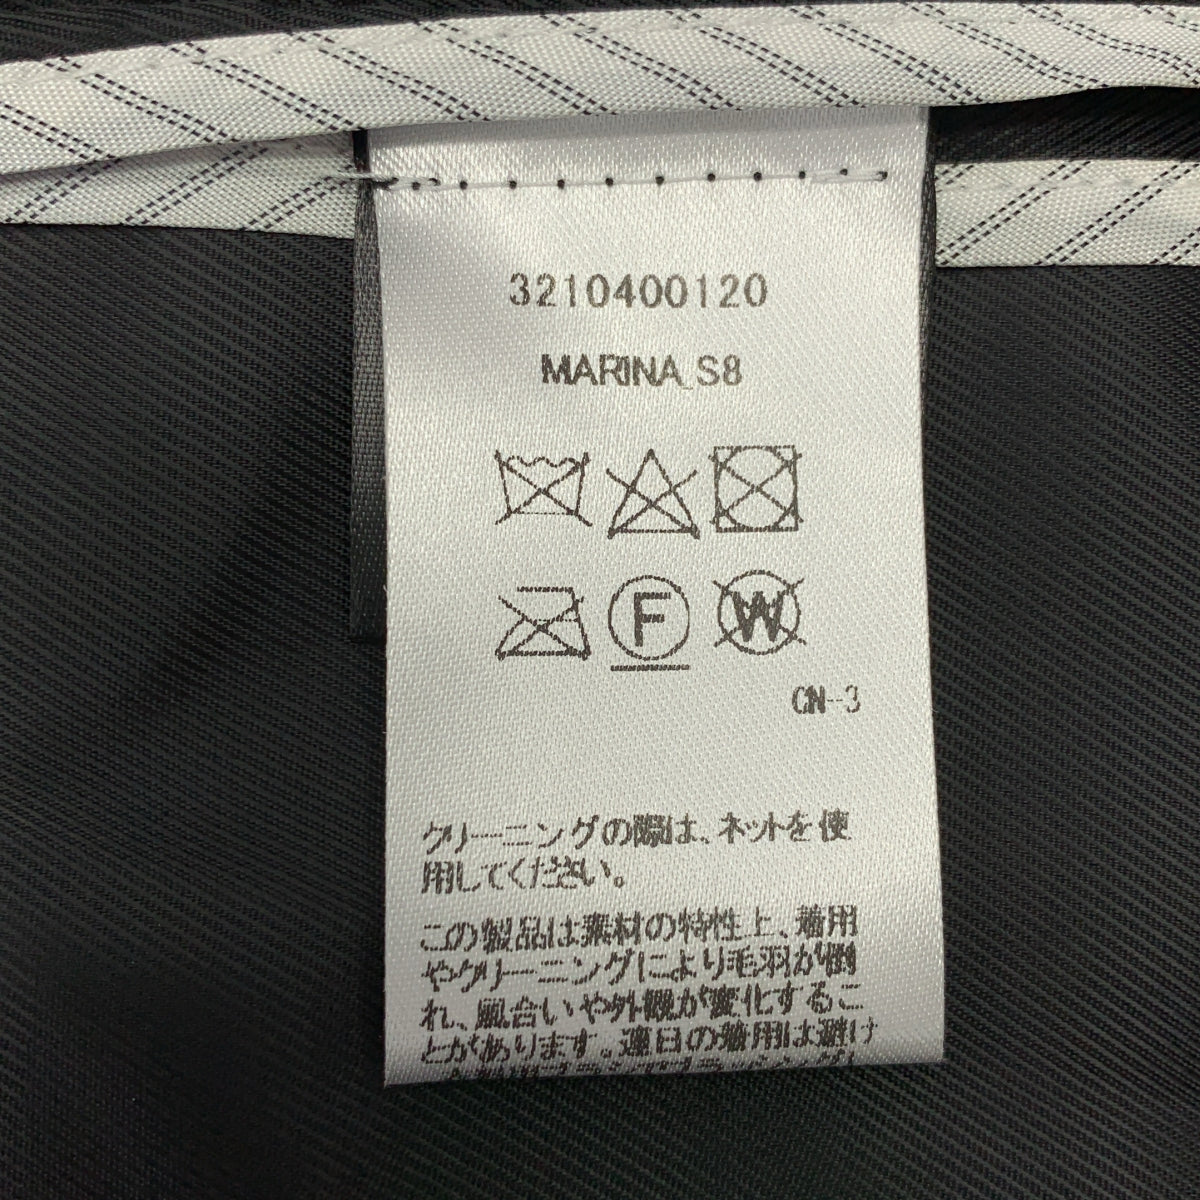 3210400120
MARINA_S8
F W
CN-3
クリーニングの際は、ネットを使
用してください。
この製品は素材の特性上、着用
やクリーニングにより毛羽が倒
れ、風合いや外観が変化するこ
とがあります。連日の着用は避け